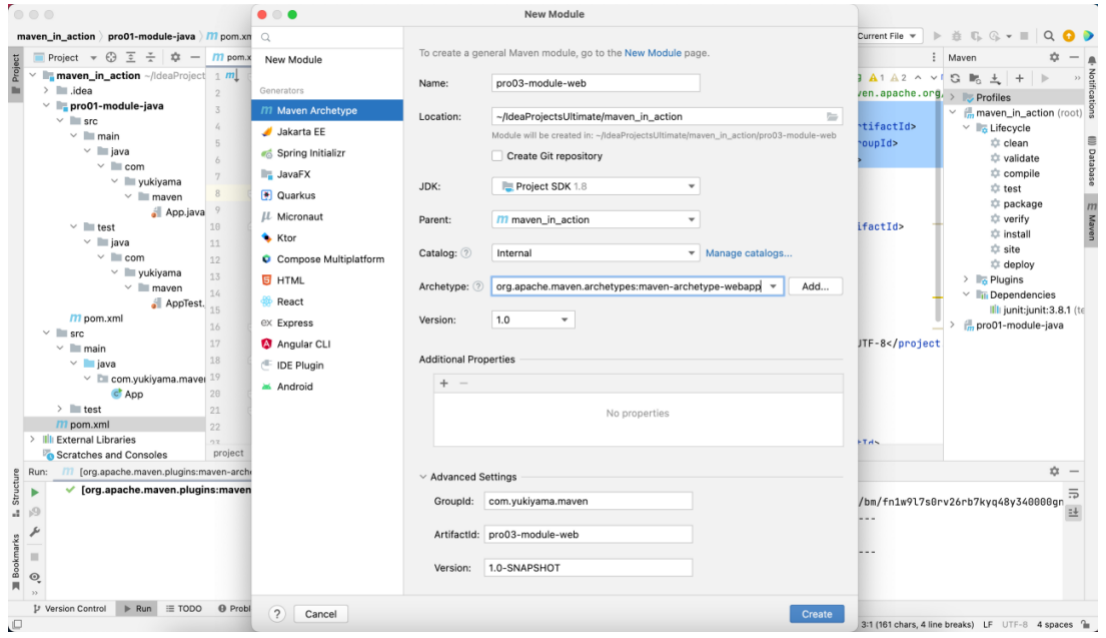 New Module
maven_in_action
pro01-module-java
pom.xm
Current File
Project
pom.x
Maven
Project
maven_in_action ~/IdeaProject
.idea
pro01-module-java
src
main
java
com
yukiyama
maven
App.java
test
java
com
yukiyama
maven
AppTest.
pom.xml
src
main
java
com.yukiyama.maver
App
test
pom.xml
External Libraries
Scratches and Consoles
1
2
3
4
5
6
7
8
9
10
11
12
13
14
15
16
17
18
19
20
21
22
23
project
New Module
Generators
Maven Archetype
Jakarta EE
Spring Initializr
JavaFX
Quarkus
Micronaut
Ktor
Compose Multiplatform
HTML
React
Express
Angular CLI
IDE Plugin
Android
To create a general Maven module, go to the New Module page.
Name: pro03-module-web
Location: ~/IdeaProjectsUltimate/maven_in_action
Module will be created in: ~/IdeaProjectsUltimate/maven_in_action/pro03-module-web
Create Git repository
JDK: Project SDK 1.8
Parent: maven_in_action
Catalog: Internal Manage catalogs...
Archetype: org.apache.maven.archetypes:maven-archetype-webapp Add...
Version: 1.0
Additional Properties
No properties
Advanced Settings
GroupId: com.yukiyama.maven
ArtifactId: pro03-module-web
Version: 1.0-SNAPSHOT
? Cancel Create
1 2
ven.apache.org
tifactId>
oupId>
ifactId>
UTF-8</project
Profiles
maven_in_action (root)
Lifecycle
clean
validate
compile
test
package
verify
install
site
deploy
Plugins
Dependencies
junit:junit:3.8.1 (te
pro01-module-java
Notifications
Database
Maven
Run: [org.apache.maven.plugins:maven-arche
[org.apache.maven.plugins:maven
/bm/fn1w9l7s0rv26rb7kyq48y340000gn
---
---
Structure
Bookmarks
Version Control Run TODO Probl
3:1 (161 chars, 4 line breaks) LF UTF-8 4 spaces